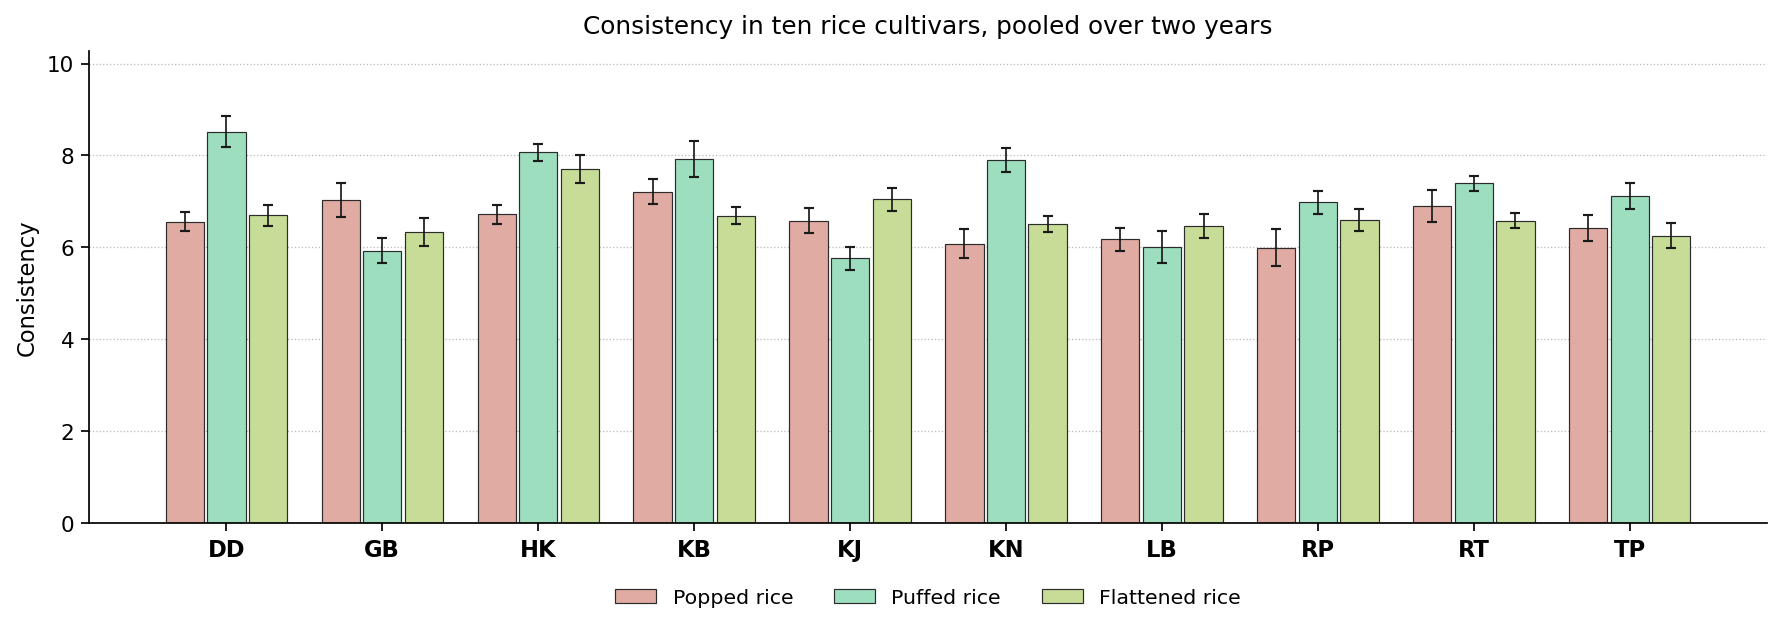 Consistency in ten rice cultivars, pooled over two years
Consistency
10
8
6
4
2
0
DD GB HK KB KJ KN LB RP RT TP
Popped rice Puffed rice Flattened rice